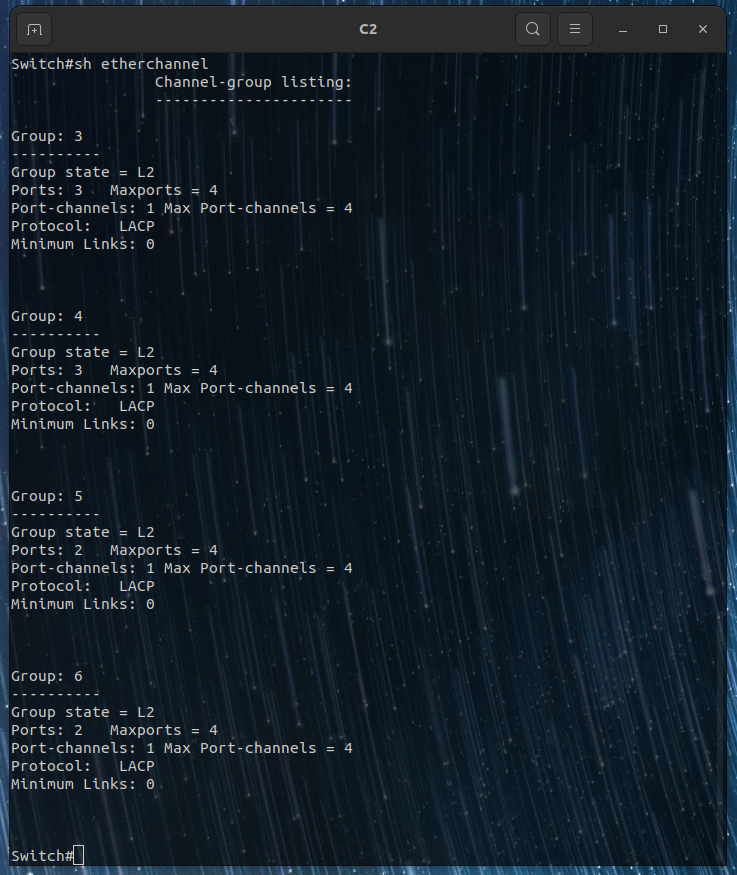 C2
Switch#sh etherchannel
                Channel-group listing:
                ----------------------

Group: 3
----------
Group state = L2
Ports: 3   Maxports = 4
Port-channels: 1 Max Port-channels = 4
Protocol:   LACP
Minimum Links: 0

Group: 4
----------
Group state = L2
Ports: 3   Maxports = 4
Port-channels: 1 Max Port-channels = 4
Protocol:   LACP
Minimum Links: 0

Group: 5
----------
Group state = L2
Ports: 2   Maxports = 4
Port-channels: 1 Max Port-channels = 4
Protocol:   LACP
Minimum Links: 0

Group: 6
----------
Group state = L2
Ports: 2   Maxports = 4
Port-channels: 1 Max Port-channels = 4
Protocol:   LACP
Minimum Links: 0

Switch#